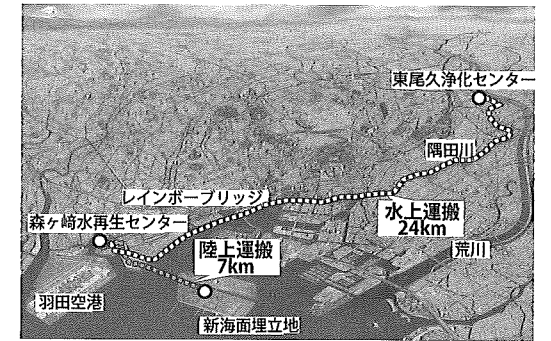 東尾久浄化センター
隅田川
レインボーブリッジ
水上運搬
24km
森ヶ崎水再生センター
陸上運搬
7km
荒川
羽田空港
新海面埋立地